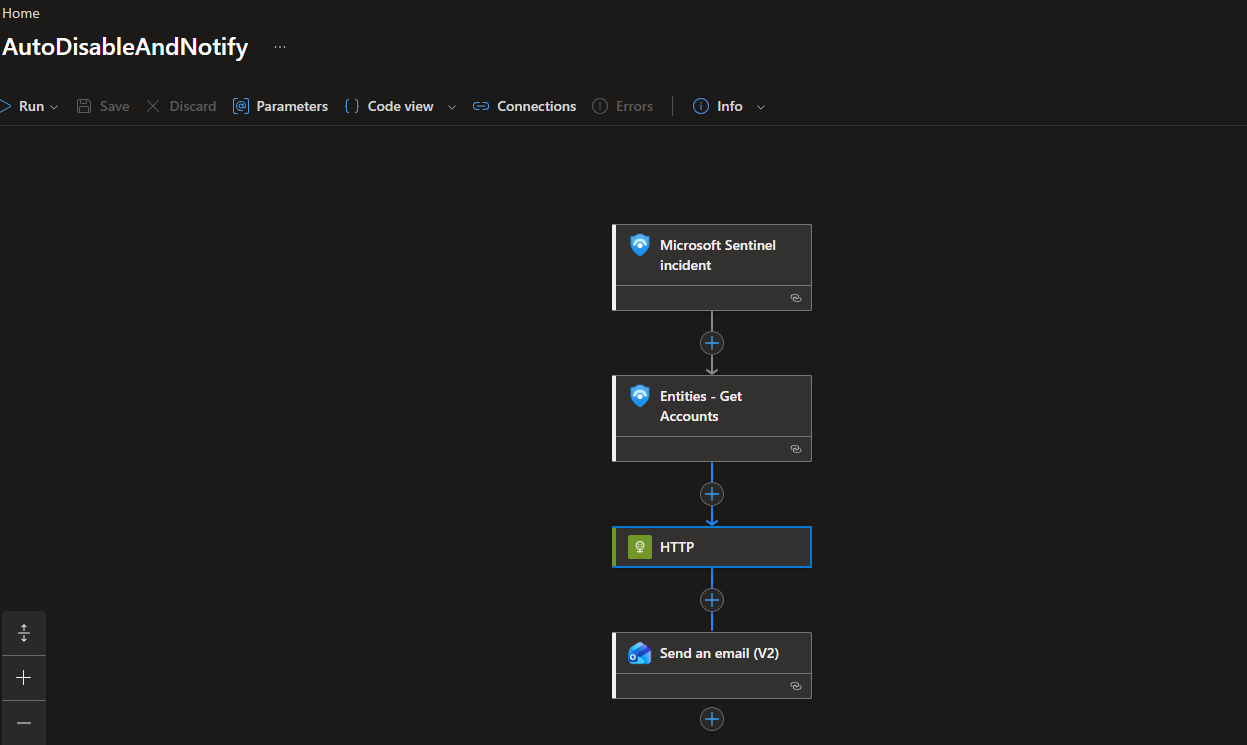 Home
AutoDisableAndNotify ...
Run Save Discard Parameters Code view Connections Errors Info
Microsoft Sentinel
incident
Entities - Get
Accounts
HTTP
Send an email (V2)